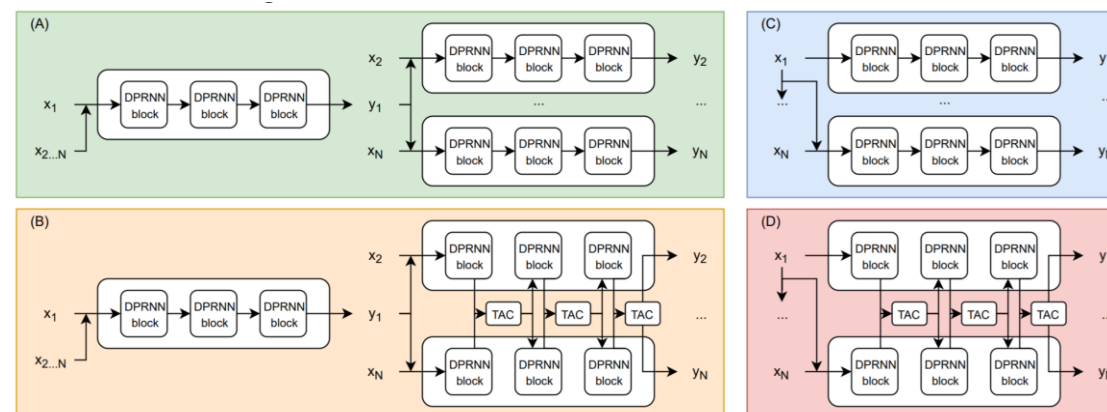 (A)
x1
x2...N
DPRNN block
DPRNN block
DPRNN block
x2
y1
xN
DPRNN block
DPRNN block
DPRNN block
...
DPRNN block
DPRNN block
DPRNN block
y2
...
yN
(B)
x1
x2...N
DPRNN block
DPRNN block
DPRNN block
x2
y1
xN
DPRNN block
DPRNN block
DPRNN block
TAC
TAC
TAC
DPRNN block
DPRNN block
DPRNN block
y2
...
yN
(C)
x1
...
xN
DPRNN block
DPRNN block
DPRNN block
...
DPRNN block
DPRNN block
DPRNN block
y
y
(D)
x1
...
xN
DPRNN block
DPRNN block
DPRNN block
TAC
TAC
TAC
DPRNN block
DPRNN block
DPRNN block
y
y